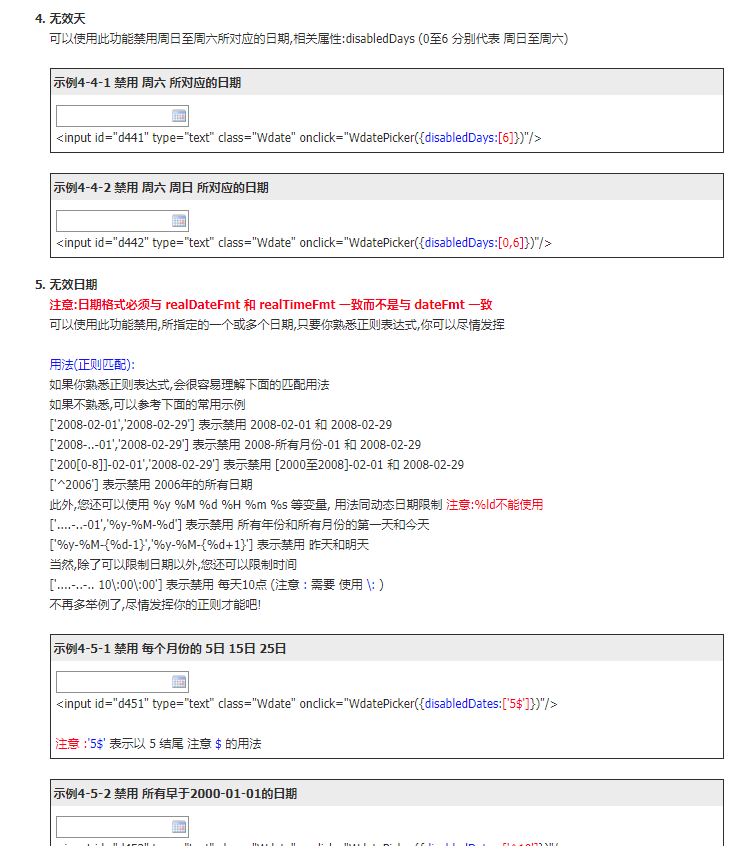 4. 无效天
可以使用此功能禁用周日至周六所对应的日期,相关属性:disabledDays (0至6 分别代表 周日至周六)
示例4-4-1 禁用 周六 所对应的日期
<input id="d441" type="text" class="Wdate" onclick="WdatePicker({disabledDays:[6]})"/>
示例4-4-2 禁用 周六 周日 所对应的日期
<input id="d442" type="text" class="Wdate" onclick="WdatePicker({disabledDays:[0,6]})"/>
5. 无效日期
注意:日期格式必须与 realDateFmt 和 realTimeFmt 一致而不是与 dateFmt 一致
可以使用此功能禁用,所指定的一个或多个日期,只要你熟悉正则表达式,你可以尽情发挥
用法(正则匹配):
如果你熟悉正则表达式,会很容易理解下面的匹配用法
如果不熟悉,可以参考下面的常用示例
['2008-02-01','2008-02-29'] 表示禁用 2008-02-01 和 2008-02-29
['2008-..-01','2008-02-29'] 表示禁用 2008-所有月份-01 和 2008-02-29
['200[0-8]]-02-01','2008-02-29'] 表示禁用 [2000至2008]-02-01 和 2008-02-29
['^2006'] 表示禁用 2006年的所有日期
此外,您还可以使用 %y %M %d %H %m %s 等变量, 用法同动态日期限制 注意:%ld不能使用
['....-..-01','%y-%M-%d'] 表示禁用 所有年份和所有月份的第一天和今天
['%y-%M-{%d-1}','%y-%M-{%d+1}'] 表示禁用 昨天和明天
当然,除了可以限制日期以外,您还可以限制时间
['....-..-.. 10\:00\:00'] 表示禁用 每天10点 (注意 : 需要 使用 \: )
不再多举例了,尽情发挥你的正则才能吧!
示例4-5-1 禁用 每个月份的 5日 15日 25日
<input id="d451" type="text" class="Wdate" onclick="WdatePicker({disabledDates:['5$']})"/>
注意 :'5$' 表示以 5 结尾 注意 $ 的用法
示例4-5-2 禁用 所有早于2000-01-01的日期